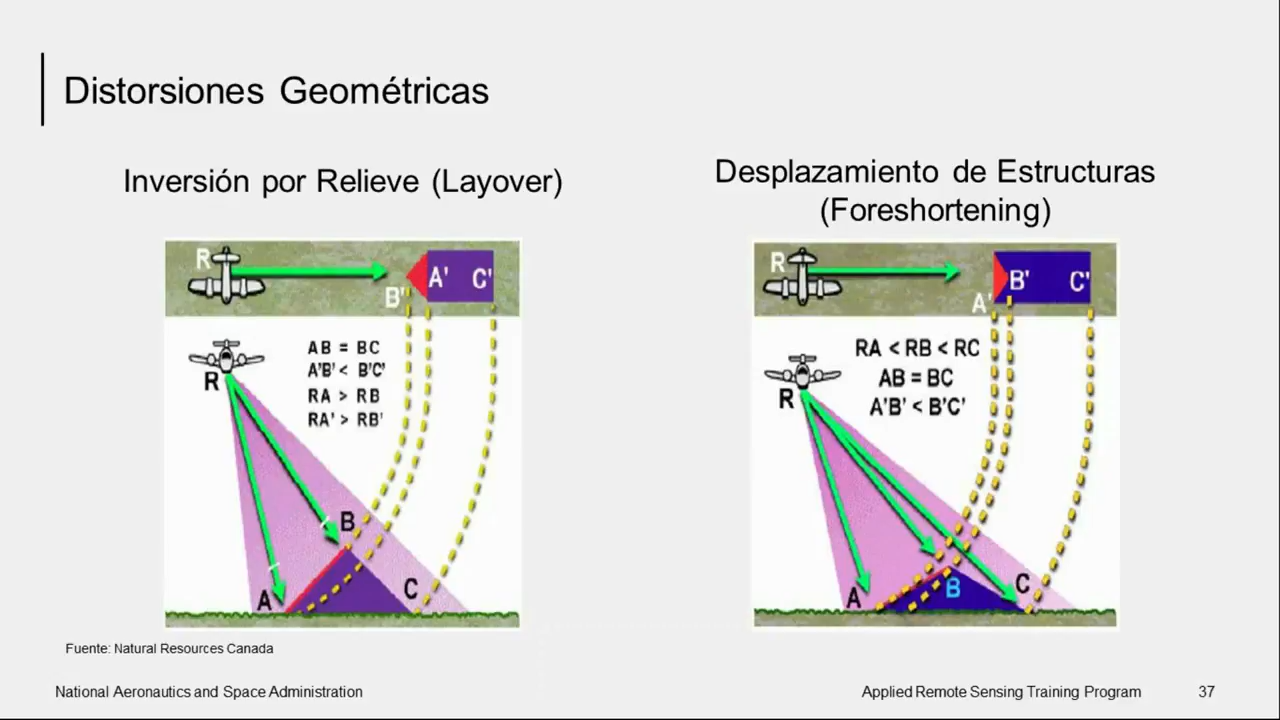 Distorsiones Geométricas
Inversión por Relieve (Layover)
R
A' C'
B'
AB = BC
A'B' < B'C'
RA > RB
RA' > RB'
R
B
A
C
Desplazamiento de Estructuras
(Foreshortening)
R
B' C'
A'
RA < RB < RC
AB = BC
A'B' < B'C'
R
A
B
C
Fuente: Natural Resources Canada
National Aeronautics and Space Administration
Applied Remote Sensing Training Program
37